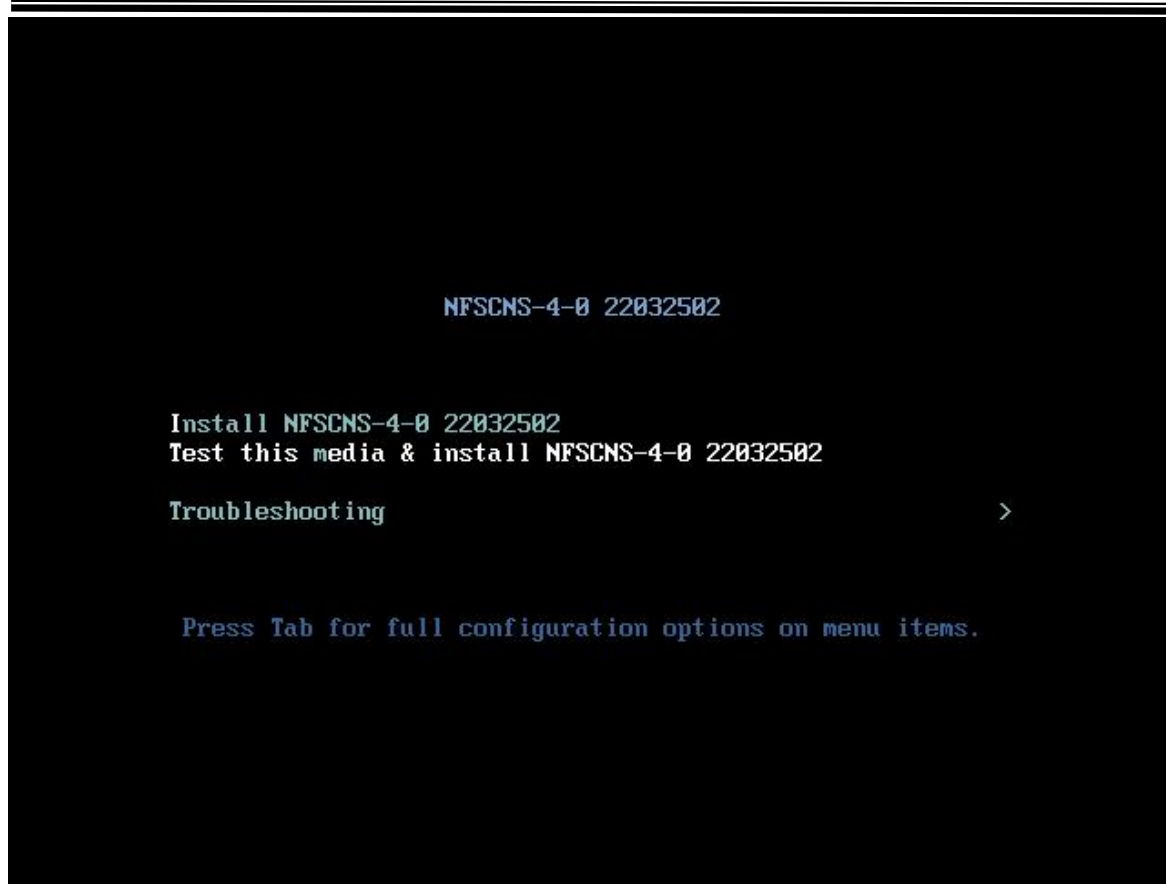 NFSCNS-4-0 22032502
Install NFSCNS-4-0 22032502
Test this media & install NFSCNS-4-0 22032502
Troubleshooting >
Press Tab for full configuration options on menu items.